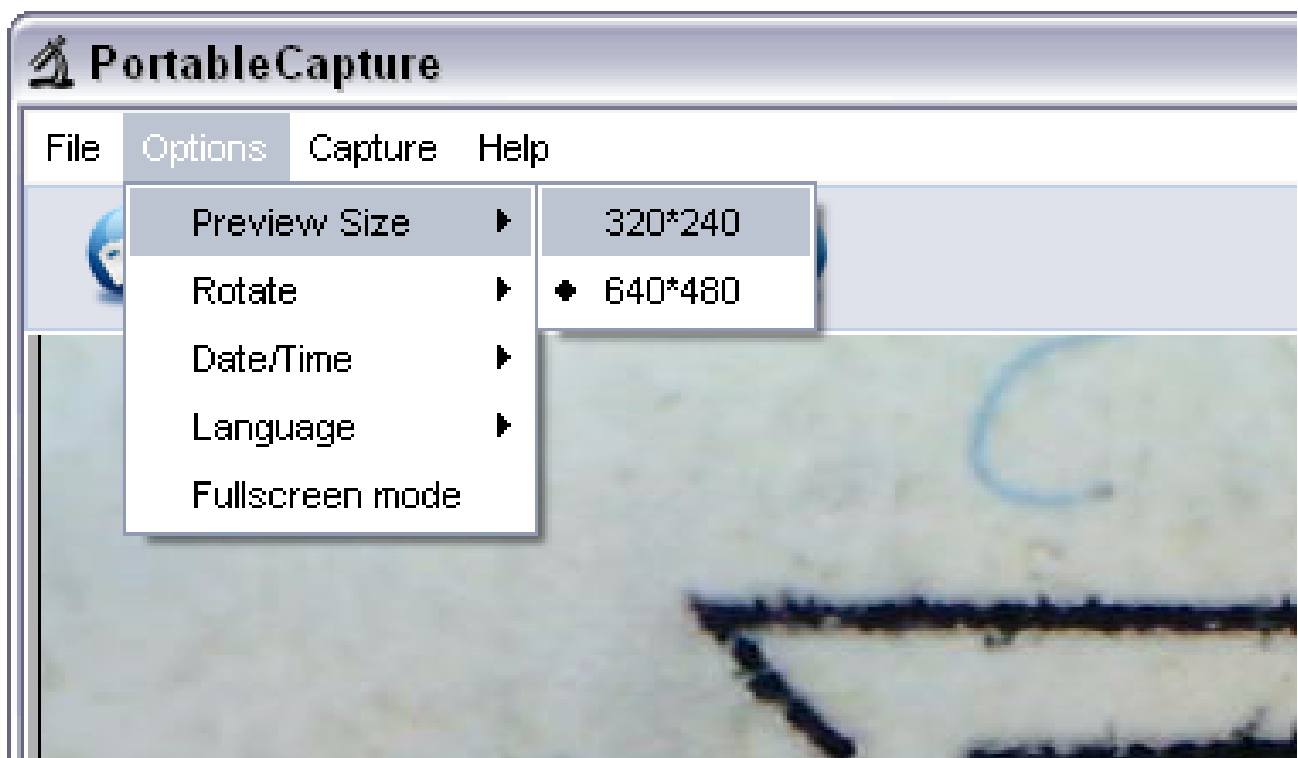 PortableCapture
File Options Capture Help
Preview Size
320*240
640*480
Rotate
Date/Time
Language
Fullscreen mode